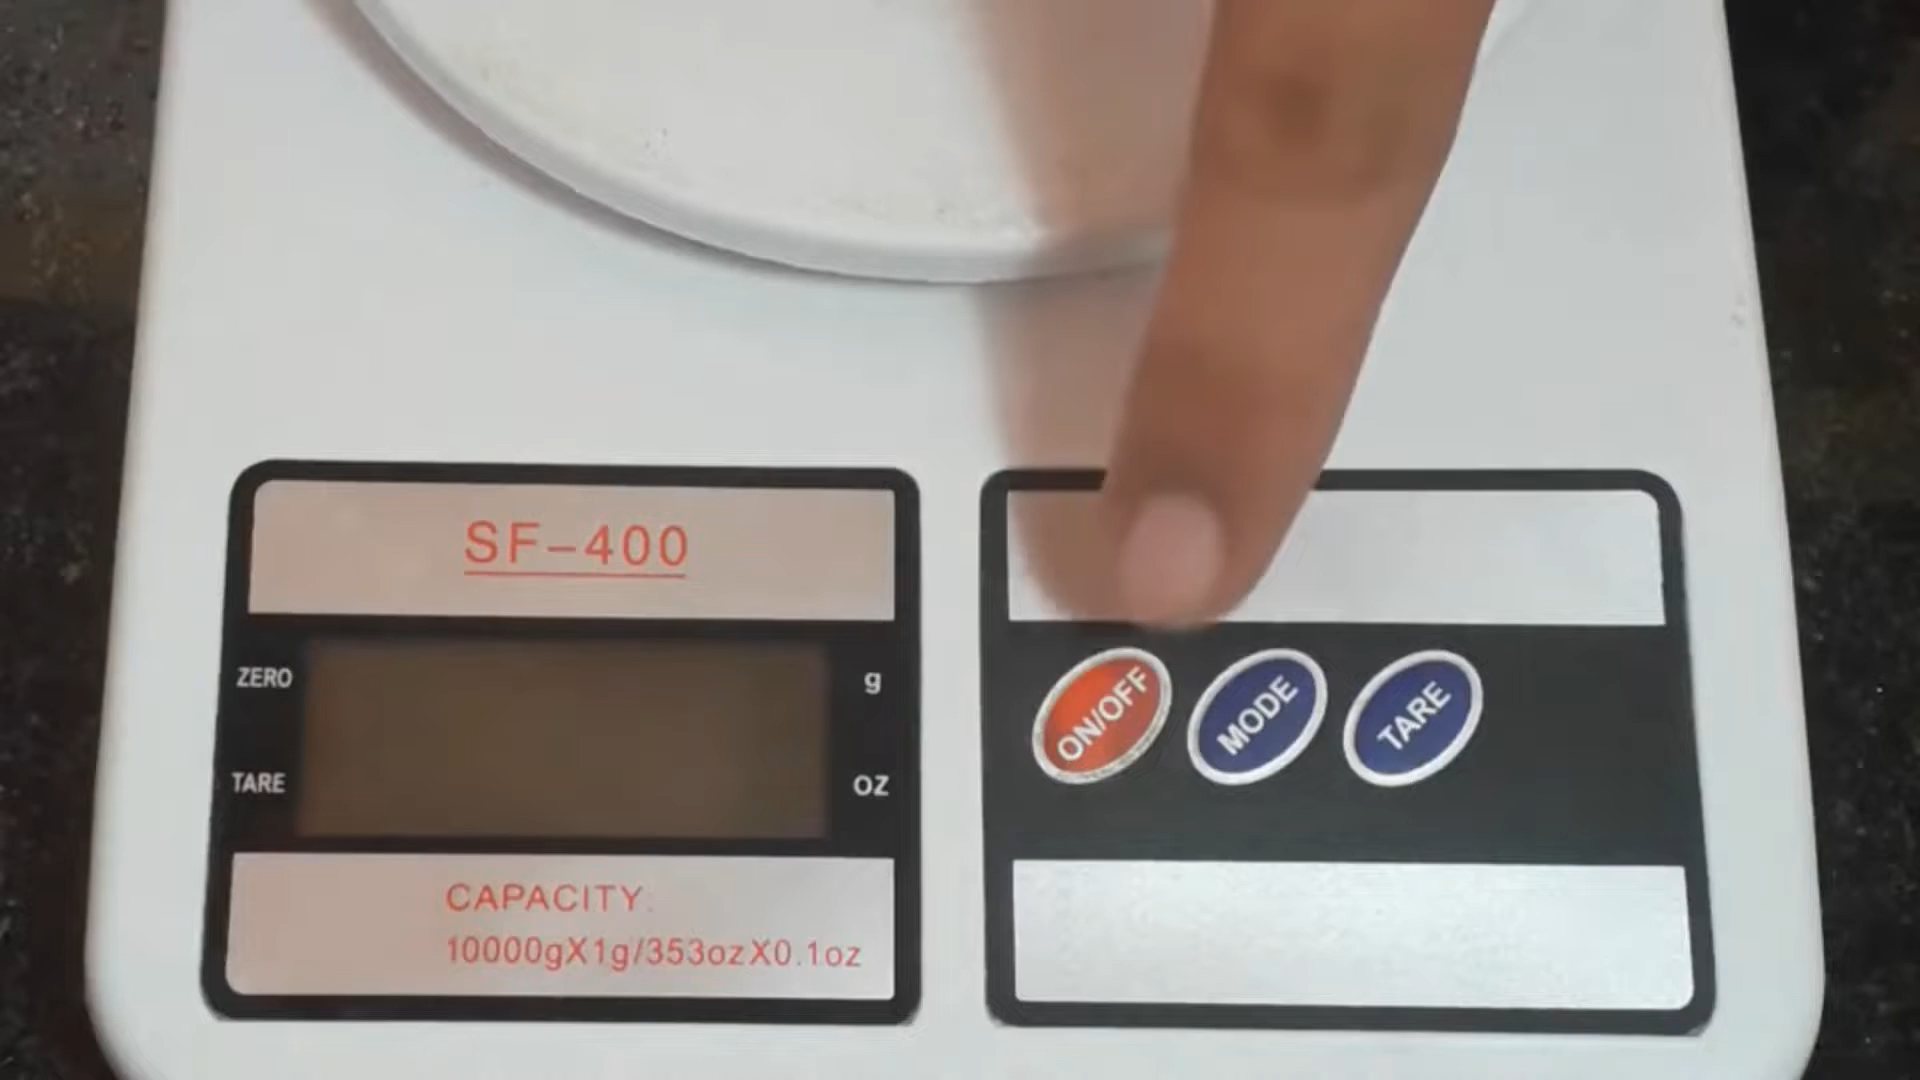 SF-400
ZERO
g
TARE
OZ
CAPACITY:
10000gX1g/353ozX0.1oz
ON/OFF
MODE
TARE